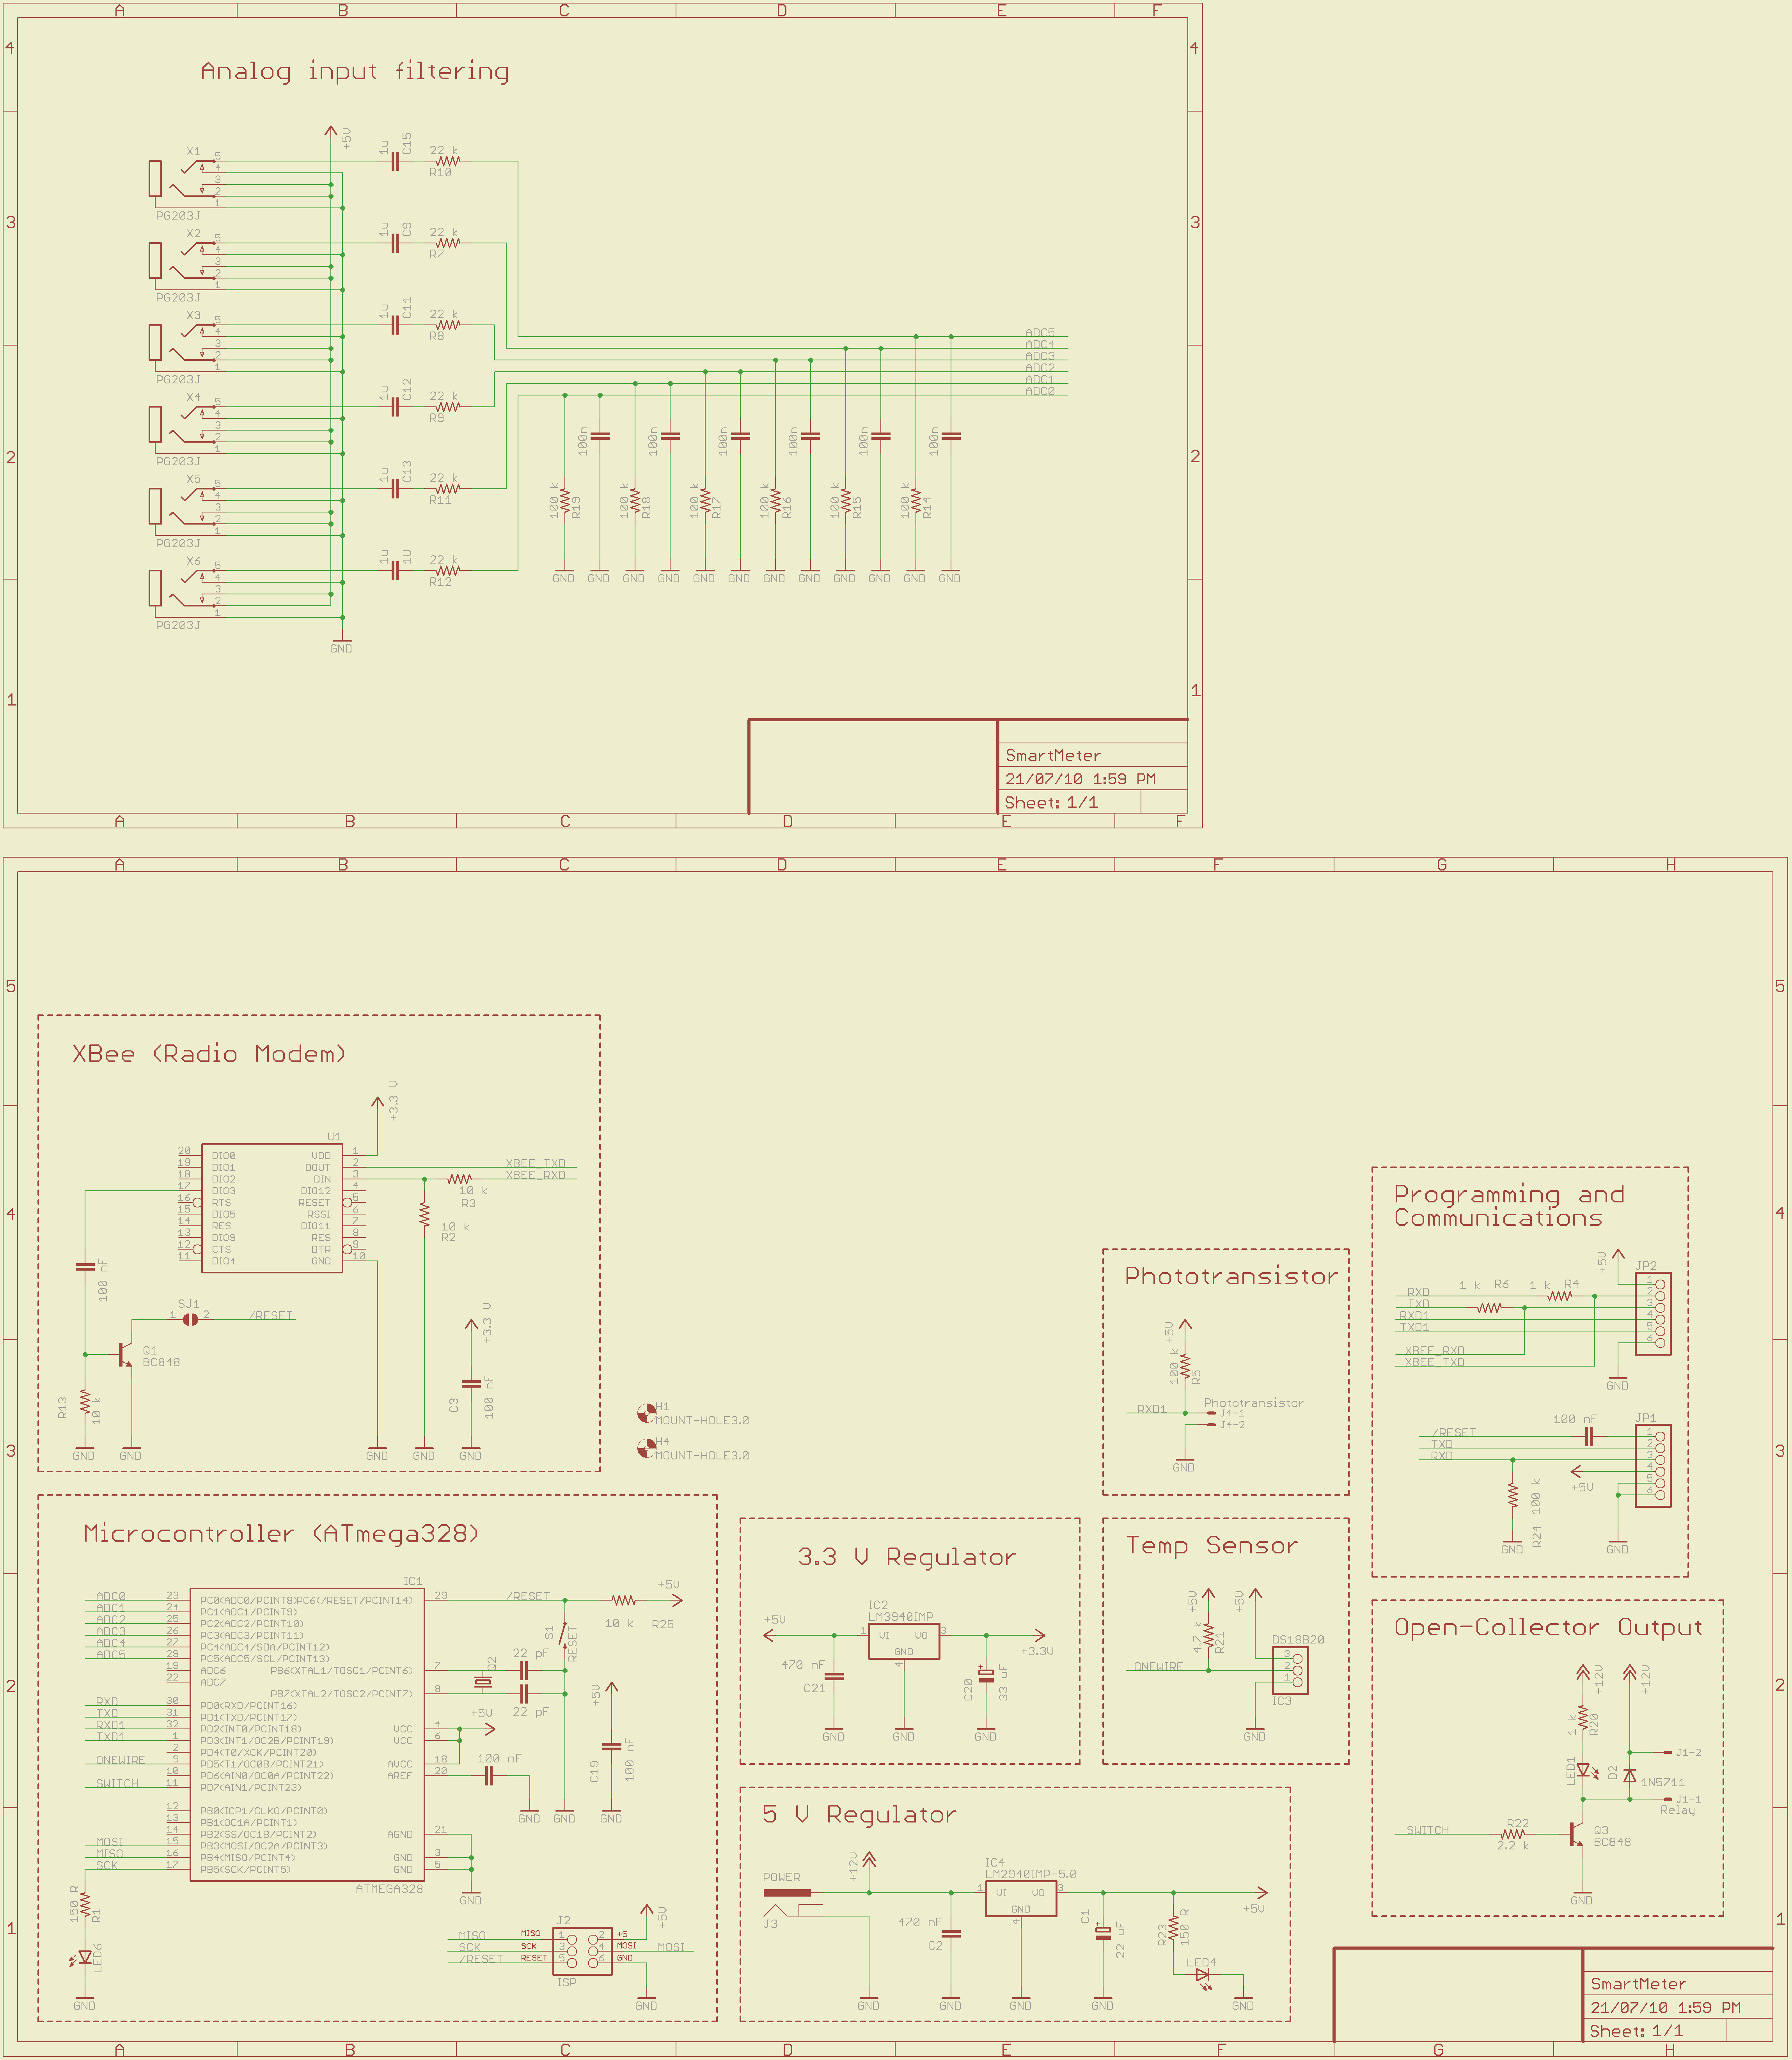 A B C D E F
4 4
Analog input filtering
+5V
X1 5 4 3 2 1 PG203J 1u C15 22 k R10
3 3
X2 5 4 3 2 1 PG203J 1u C9 22 k R7
X3 5 4 3 2 1 PG203J 1u C11 22 k R8
ADC5
ADC4
ADC3
ADC2
ADC1
ADC0
X4 5 4 3 2 1 PG203J 1u C12 22 k R9
2 2
100n 100n 100n 100n 100n 100n
X5 5 4 3 2 1 PG203J 1u C13 22 k R11
100 k R19 100 k R18 100 k R17 100 k R16 100 k R15 100 k R14
X6 5 4 3 2 1 PG203J 1u 1U 22 k R12
GND GND GND GND GND GND GND GND GND GND GND GND
GND
1 1
SmartMeter
21/07/10 1:59 PM
Sheet: 1/1
A B C D E F
A B C D E F G H
5 5
XBee (Radio Modem)
+3.3 V
U1
20 DIO0 VDD 1
19 DIO1 DOUT 2 XBEE_TXD
18 DIO2 DIN 3 XBEE_RXD
17 DIO3 DIO12 4
16 RTS RESET 5
15 DIO5 RSSI 6
14 RES DIO11 7
13 DIO9 RES 8
12 CTS DTR 9
11 DIO4 GND 10
10 k R3
10 k R2
100 nF
SJ1 1 2 /RESET
Q1
BC848
R13 10 k
+3.3 V
C3 100 nF
GND GND GND GND GND
H1
MOUNT-HOLE3.0
H4
MOUNT-HOLE3.0
4 4
3 3
Phototransistor
+5V
100 k R5
Phototransistor
RXD1 J4-1
J4-2
GND
Programming and
Communications
+5V JP2
1 k R6 1 k R4
1
RXD 2
TXD 3
RXD1 4
TXD1 5
6
XBEE_RXD
XBEE_TXD
GND
100 nF JP1
/RESET 1
TXD 2
RXD 3
4
+5V 5
6
R24 100 k
GND GND
Microcontroller (ATmega328)
IC1
ADC0 23 PC0(ADC0/PCINT8)PC6(/RESET/PCINT14) 29 /RESET +5V
ADC1 24 PC1(ADC1/PCINT9)
ADC2 25 PC2(ADC2/PCINT10) 10 k R25
ADC3 26 PC3(ADC3/PCINT11)
ADC4 27 PC4(ADC4/SDA/PCINT12)
ADC5 28 PC5(ADC5/SCL/PCINT13)
19 ADC6 PB6(XTAL1/TOSC1/PCINT6) 7
22 ADC7
PB7(XTAL2/TOSC2/PCINT7) 8
RXD 30 PD0(RXD/PCINT16)
TXD 31 PD1(TXD/PCINT17)
RXD1 32 PD2(INT0/PCINT18) VCC 4
TXD1 1 PD3(INT1/OC2B/PCINT19) VCC 6
2 PD4(T0/XCK/PCINT20)
ONEWIRE 9 PD5(T1/OC0B/PCINT21) AVCC 18
10 PD6(AIN0/OC0A/PCINT22) AREF 20
SWITCH 11 PD7(AIN1/PCINT23)
12 PB0(ICP1/CLKO/PCINT0)
13 PB1(OC1A/PCINT1)
14 PB2(SS/OC1B/PCINT2) AGND 21
MOSI 15 PB3(MOSI/OC2A/PCINT3)
MISO 16 PB4(MISO/PCINT4) GND 3
SCK 17 PB5(SCK/PCINT5) GND 5
ATMEGA328
S1 RESET
22 pF
Q2
22 pF
+5V
+5V
100 nF
C19 100 nF
GND GND GND
GND
150 R R1
LED6
GND
J2
+5V
MISO MISO 1 2 +5
SCK SCK 3 4 MOSI MOSI
/RESET RESET 5 6 GND
ISP
GND
3.3 V Regulator
IC2
LM3940IMP
+5V 1 VI VO 3 +3.3V
GND 4
470 nF C21
C20 33 uF
GND GND GND
Temp Sensor
4.7 k R21
DS18B20
3
ONEWIRE 2
1
IC3
GND
5 V Regulator
POWER
J3
+12V
IC4
LM2940IMP-5.0
1 VI VO 3
GND 4
+5V
470 nF C2
C1 22 uF
R23 150 R
LED4
GND GND GND GND GND
Open-Collector Output
+12V +12V
1 k R20
J1-2
LED1 D2 1N5711
J1-1
Relay
SWITCH R22 2.2 k
Q3
BC848
GND
2 2
1 1
SmartMeter
21/07/10 1:59 PM
Sheet: 1/1
A B C D E F G H